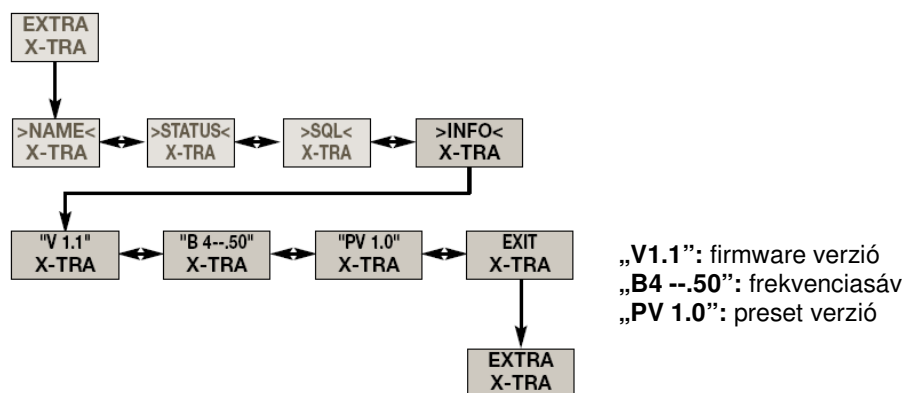 EXTRA
X-TRA
>NAME<
X-TRA
>STATUS<
X-TRA
>SQL<
X-TRA
>INFO<
X-TRA
"V 1.1"
X-TRA
"B 4--.50"
X-TRA
"PV 1.0"
X-TRA
EXIT
X-TRA
„V1.1”: firmware verzió
„B4 --.50”: frekvenciasáv
„PV 1.0”: preset verzió
EXTRA
X-TRA